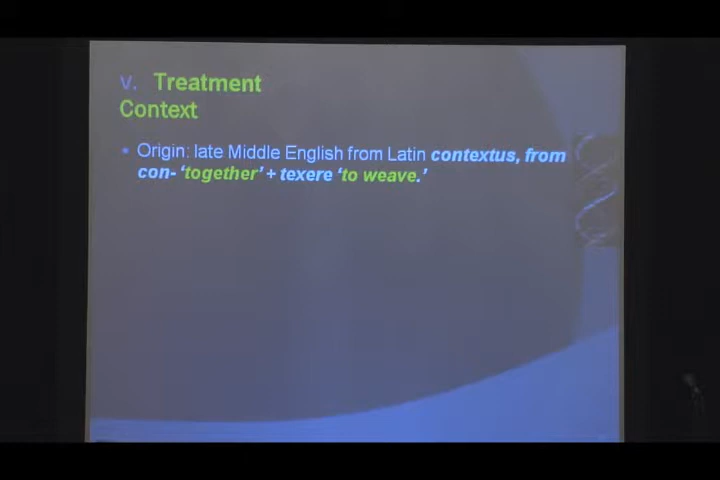 v. Treatment
Context
• Origin: late Middle English from Latin contextus, from
con- ‘together’ + texere ‘to weave.’